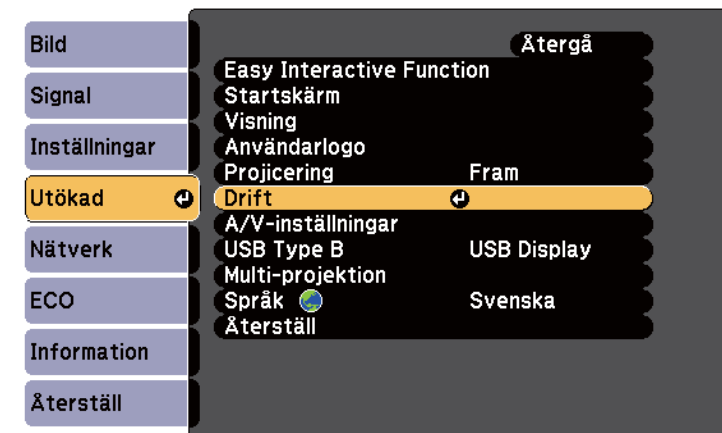 Bild
Signal
Inställningar
Utökad
Nätverk
ECO
Information
Återställ
Återgå
Easy Interactive Function
Startskärm
Visning
Användarlogo
Projicering Fram
Drift
A/V-inställningar
USB Type B USB Display
Multi-projektion
Språk Svenska
Återställ